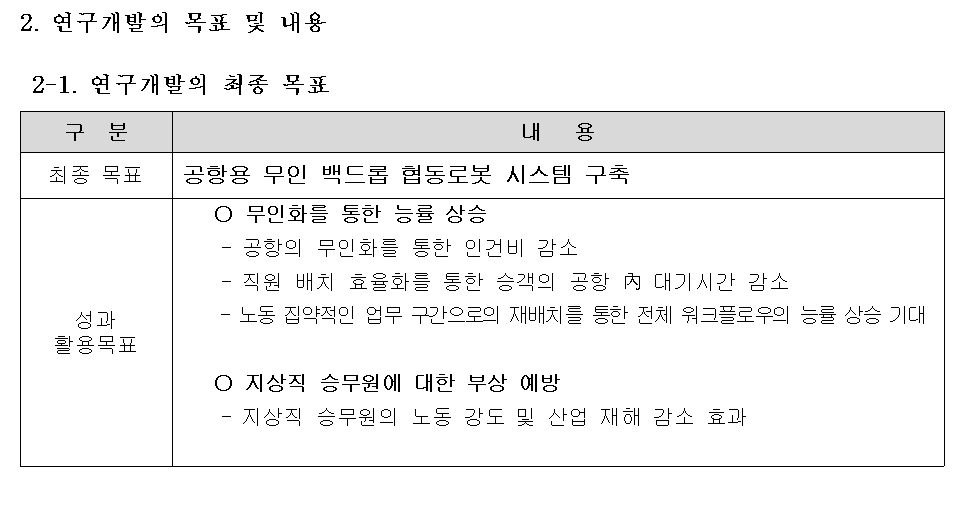 2. 연구개발의 목표 및 내용
2-1. 연구개발의 최종 목표
구 분
내 용
최종 목표
공항용 무인 백드롭 협동로봇 시스템 구축
성과
활용목표
○ 무인화를 통한 능률 상승
- 공항의 무인화를 통한 인건비 감소
- 직원 배치 효율화를 통한 승객의 공항 內 대기시간 감소
- 노동 집약적인 업무 구간으로의 재배치를 통한 전체 워크플로우의 능률 상승 기대
○ 지상직 승무원에 대한 부상 예방
- 지상직 승무원의 노동 강도 및 산업 재해 감소 효과